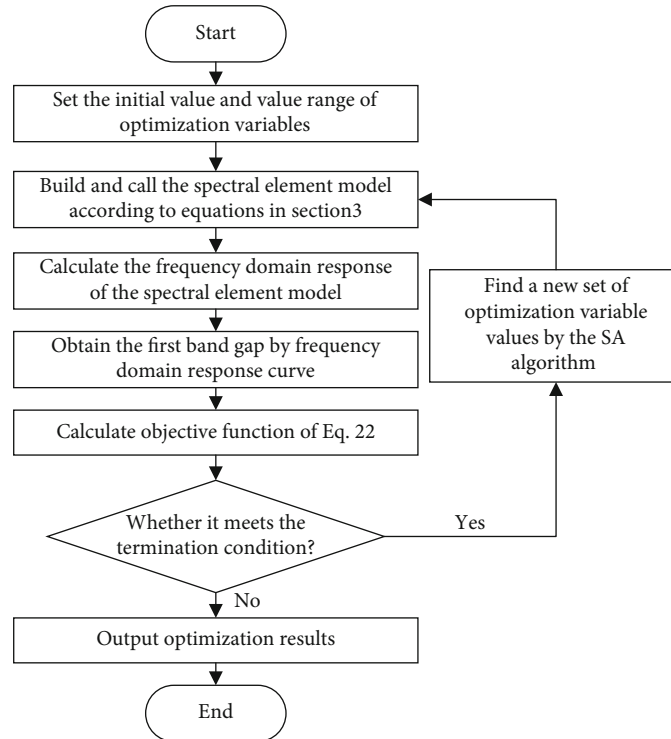 Start
Set the initial value and value range of
optimization variables
Build and call the spectral element model
according to equations in section3
Calculate the frequency domain response
of the spectral element model
Find a new set of
optimization variable
values by the SA
algorithm
Obtain the first band gap by frequency
domain response curve
Calculate objective function of Eq. 22
Whether it meets the
termination condition?
Yes
No
Output optimization results
End